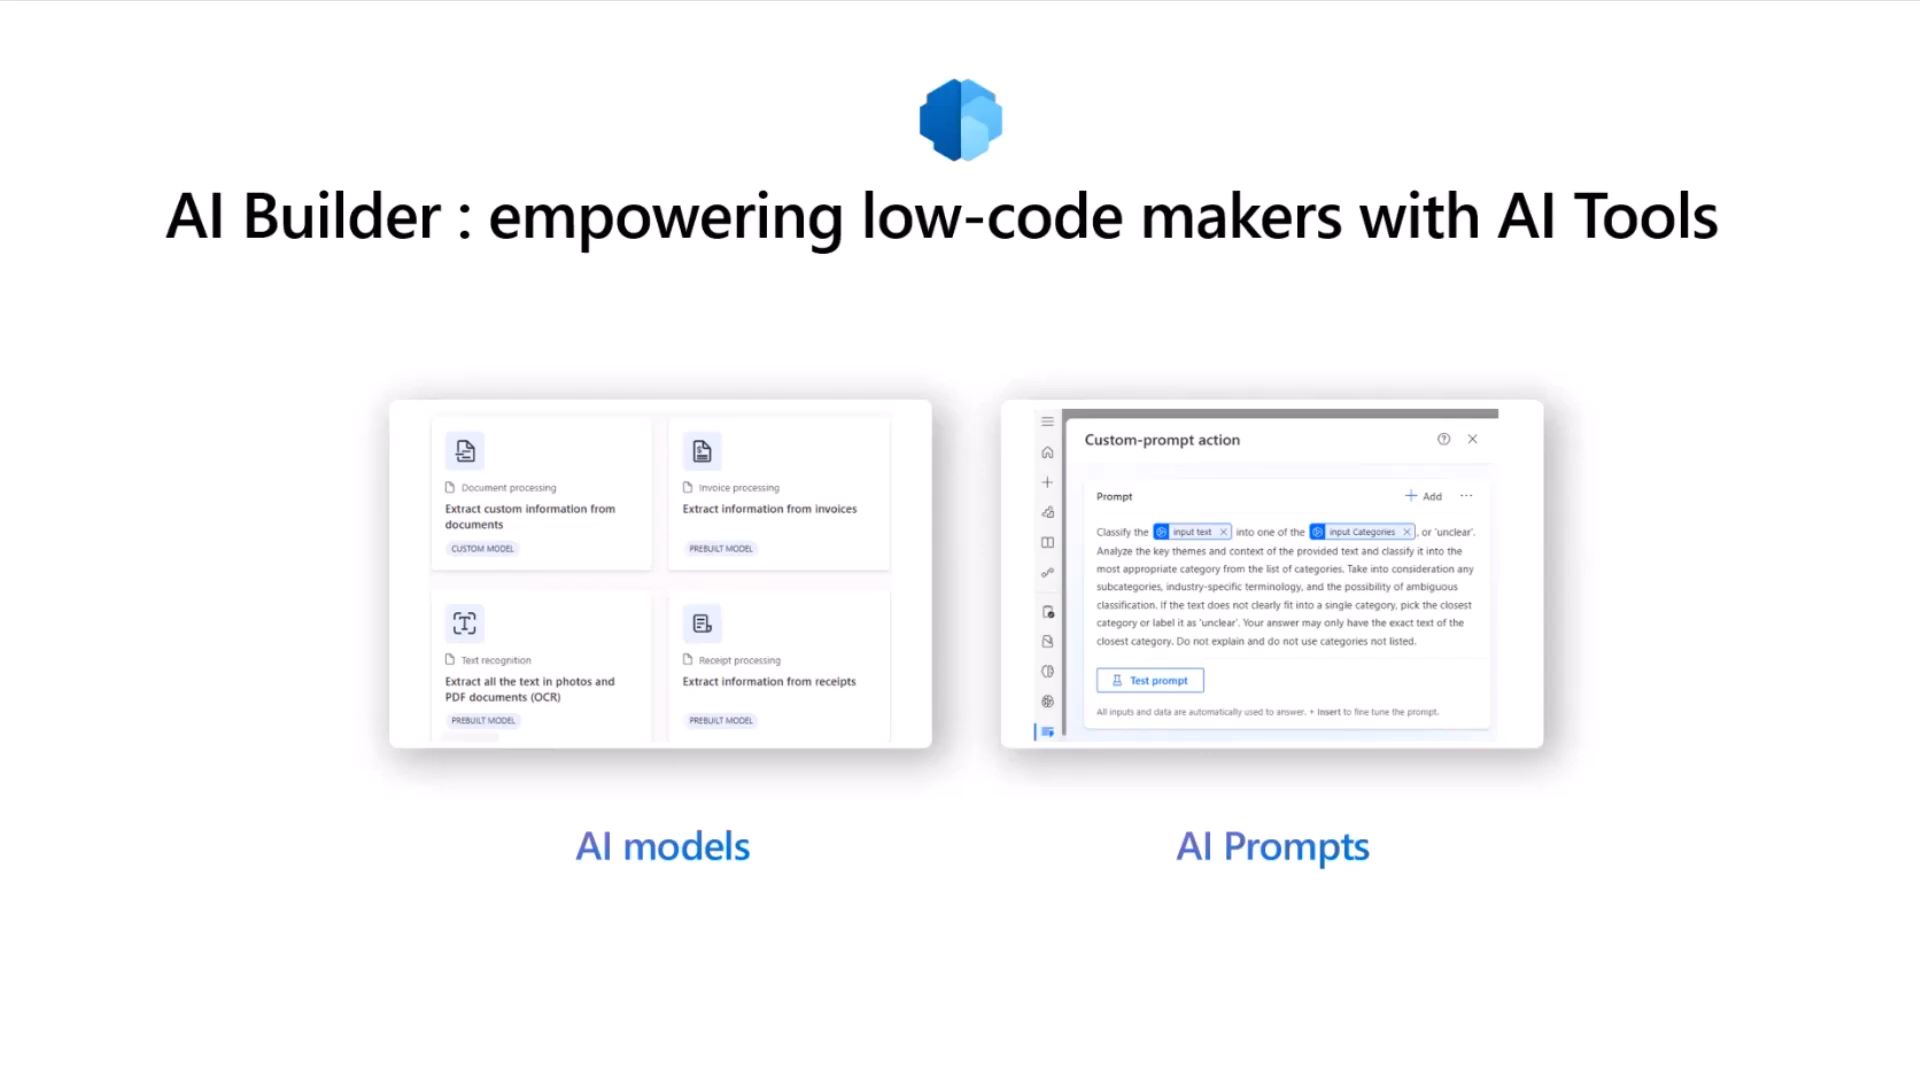 AI Builder : empowering low-code makers with AI Tools
Document processing
Extract custom information from
documents
CUSTOM MODEL
Invoice processing
Extract information from invoices
PREBUILT MODEL
Text recognition
Extract all the text in photos and
PDF documents (OCR)
PREBUILT MODEL
Receipt processing
Extract information from receipts
PREBUILT MODEL
Custom-prompt action
Prompt
Add
Classify the input text into one of the input Categories, or 'unclear'.
Analyze the key themes and context of the provided text and classify it into the
most appropriate category from the list of categories. Take into consideration any
subcategories, industry-specific terminology, and the possibility of ambiguous
classification. If the text does not clearly fit into a single category, pick the closest
category or label it as 'unclear'. Your answer may only have the exact text of the
closest category. Do not explain and do not use categories not listed.
Test prompt
All inputs and data are automatically used to answer. + Insert to fine tune the prompt.
AI models
AI Prompts